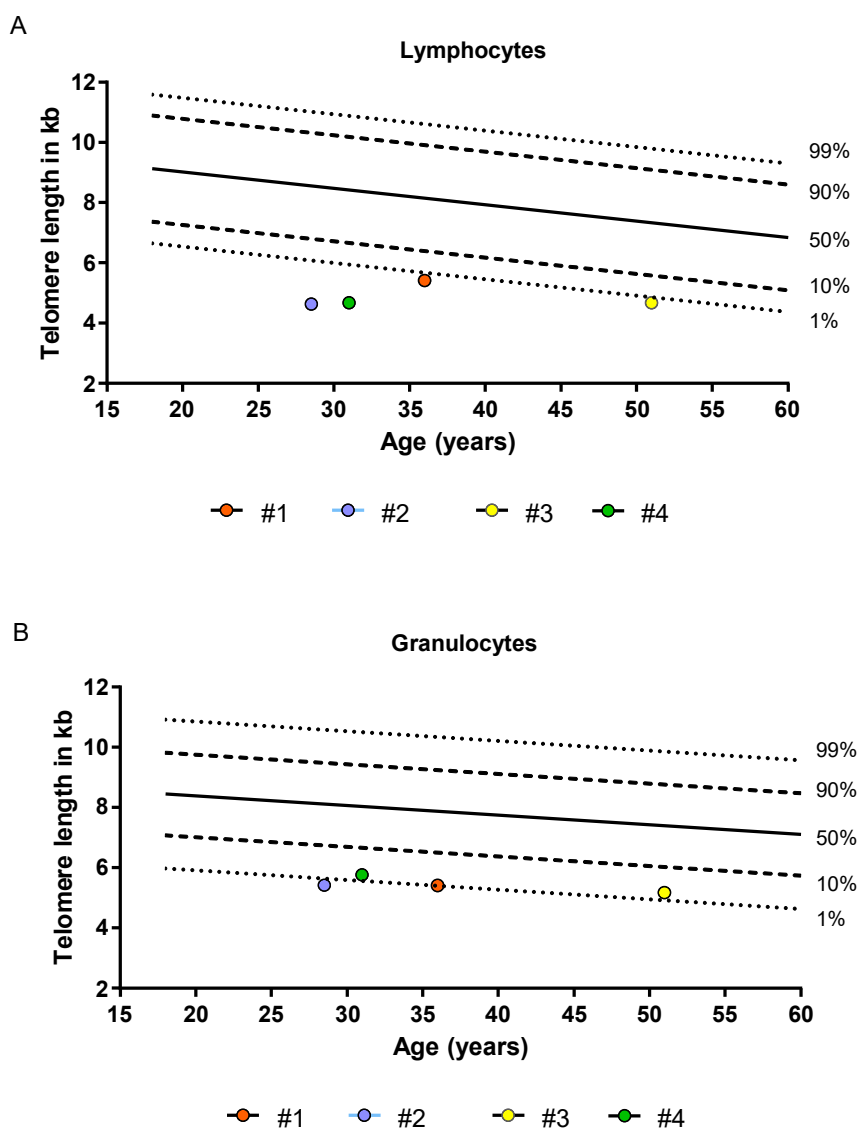 A
Lymphocytes
Telomere length in kb
12
10
8
6
4
2
99%
90%
50%
10%
1%
15 20 25 30 35 40 45 50 55 60
Age (years)
#1 #2 #3 #4
B
Granulocytes
Telomere length in kb
12
10
8
6
4
2
99%
90%
50%
10%
1%
15 20 25 30 35 40 45 50 55 60
Age (years)
#1 #2 #3 #4